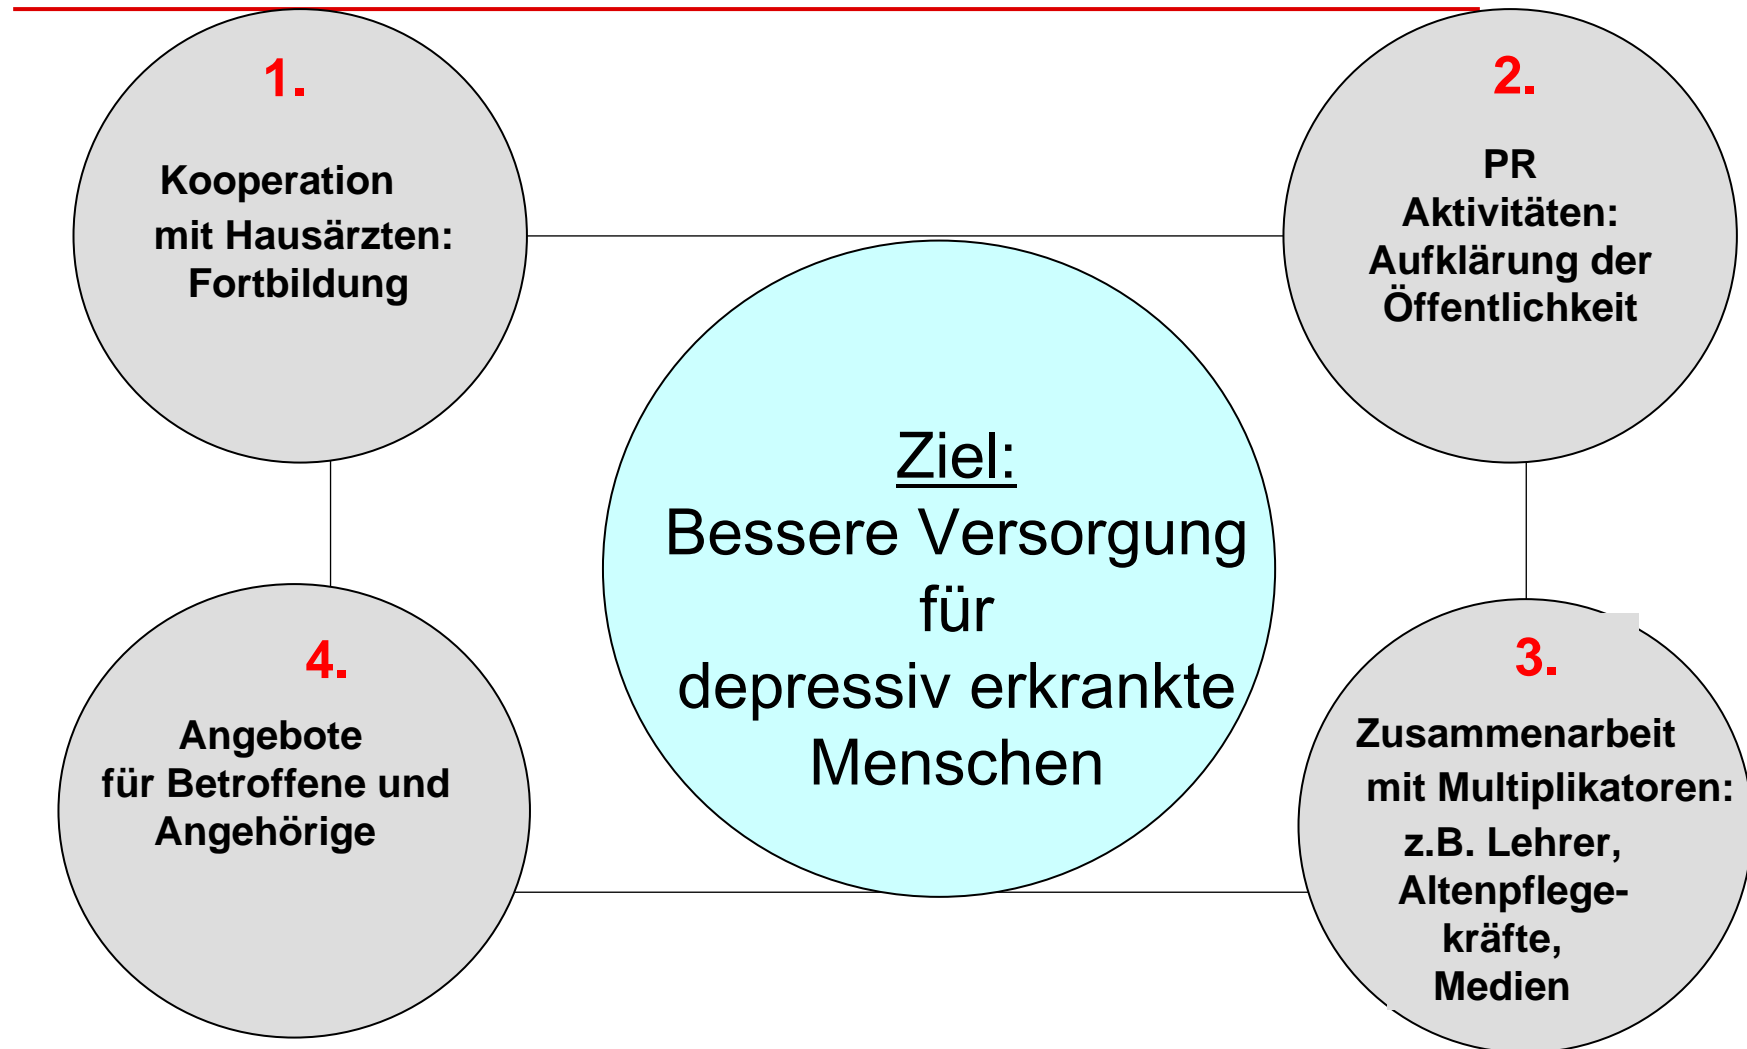 1.
Kooperation
mit Hausärzten:
Fortbildung
2.
PR
Aktivitäten:
Aufklärung der
Öffentlichkeit
Ziel:
Bessere Versorgung
für
depressiv erkrankte
Menschen
3.
Zusammenarbeit
mit Multiplikatoren:
z.B. Lehrer,
Altenpflege-
kräfte,
Medien
4.
Angebote
für Betroffene und
Angehörige